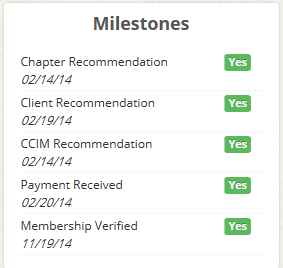 Milestones
Chapter Recommendation Yes
02/14/14
Client Recommendation Yes
02/19/14
CCIM Recommendation Yes
02/14/14
Payment Received Yes
02/20/14
Membership Verified Yes
11/19/14